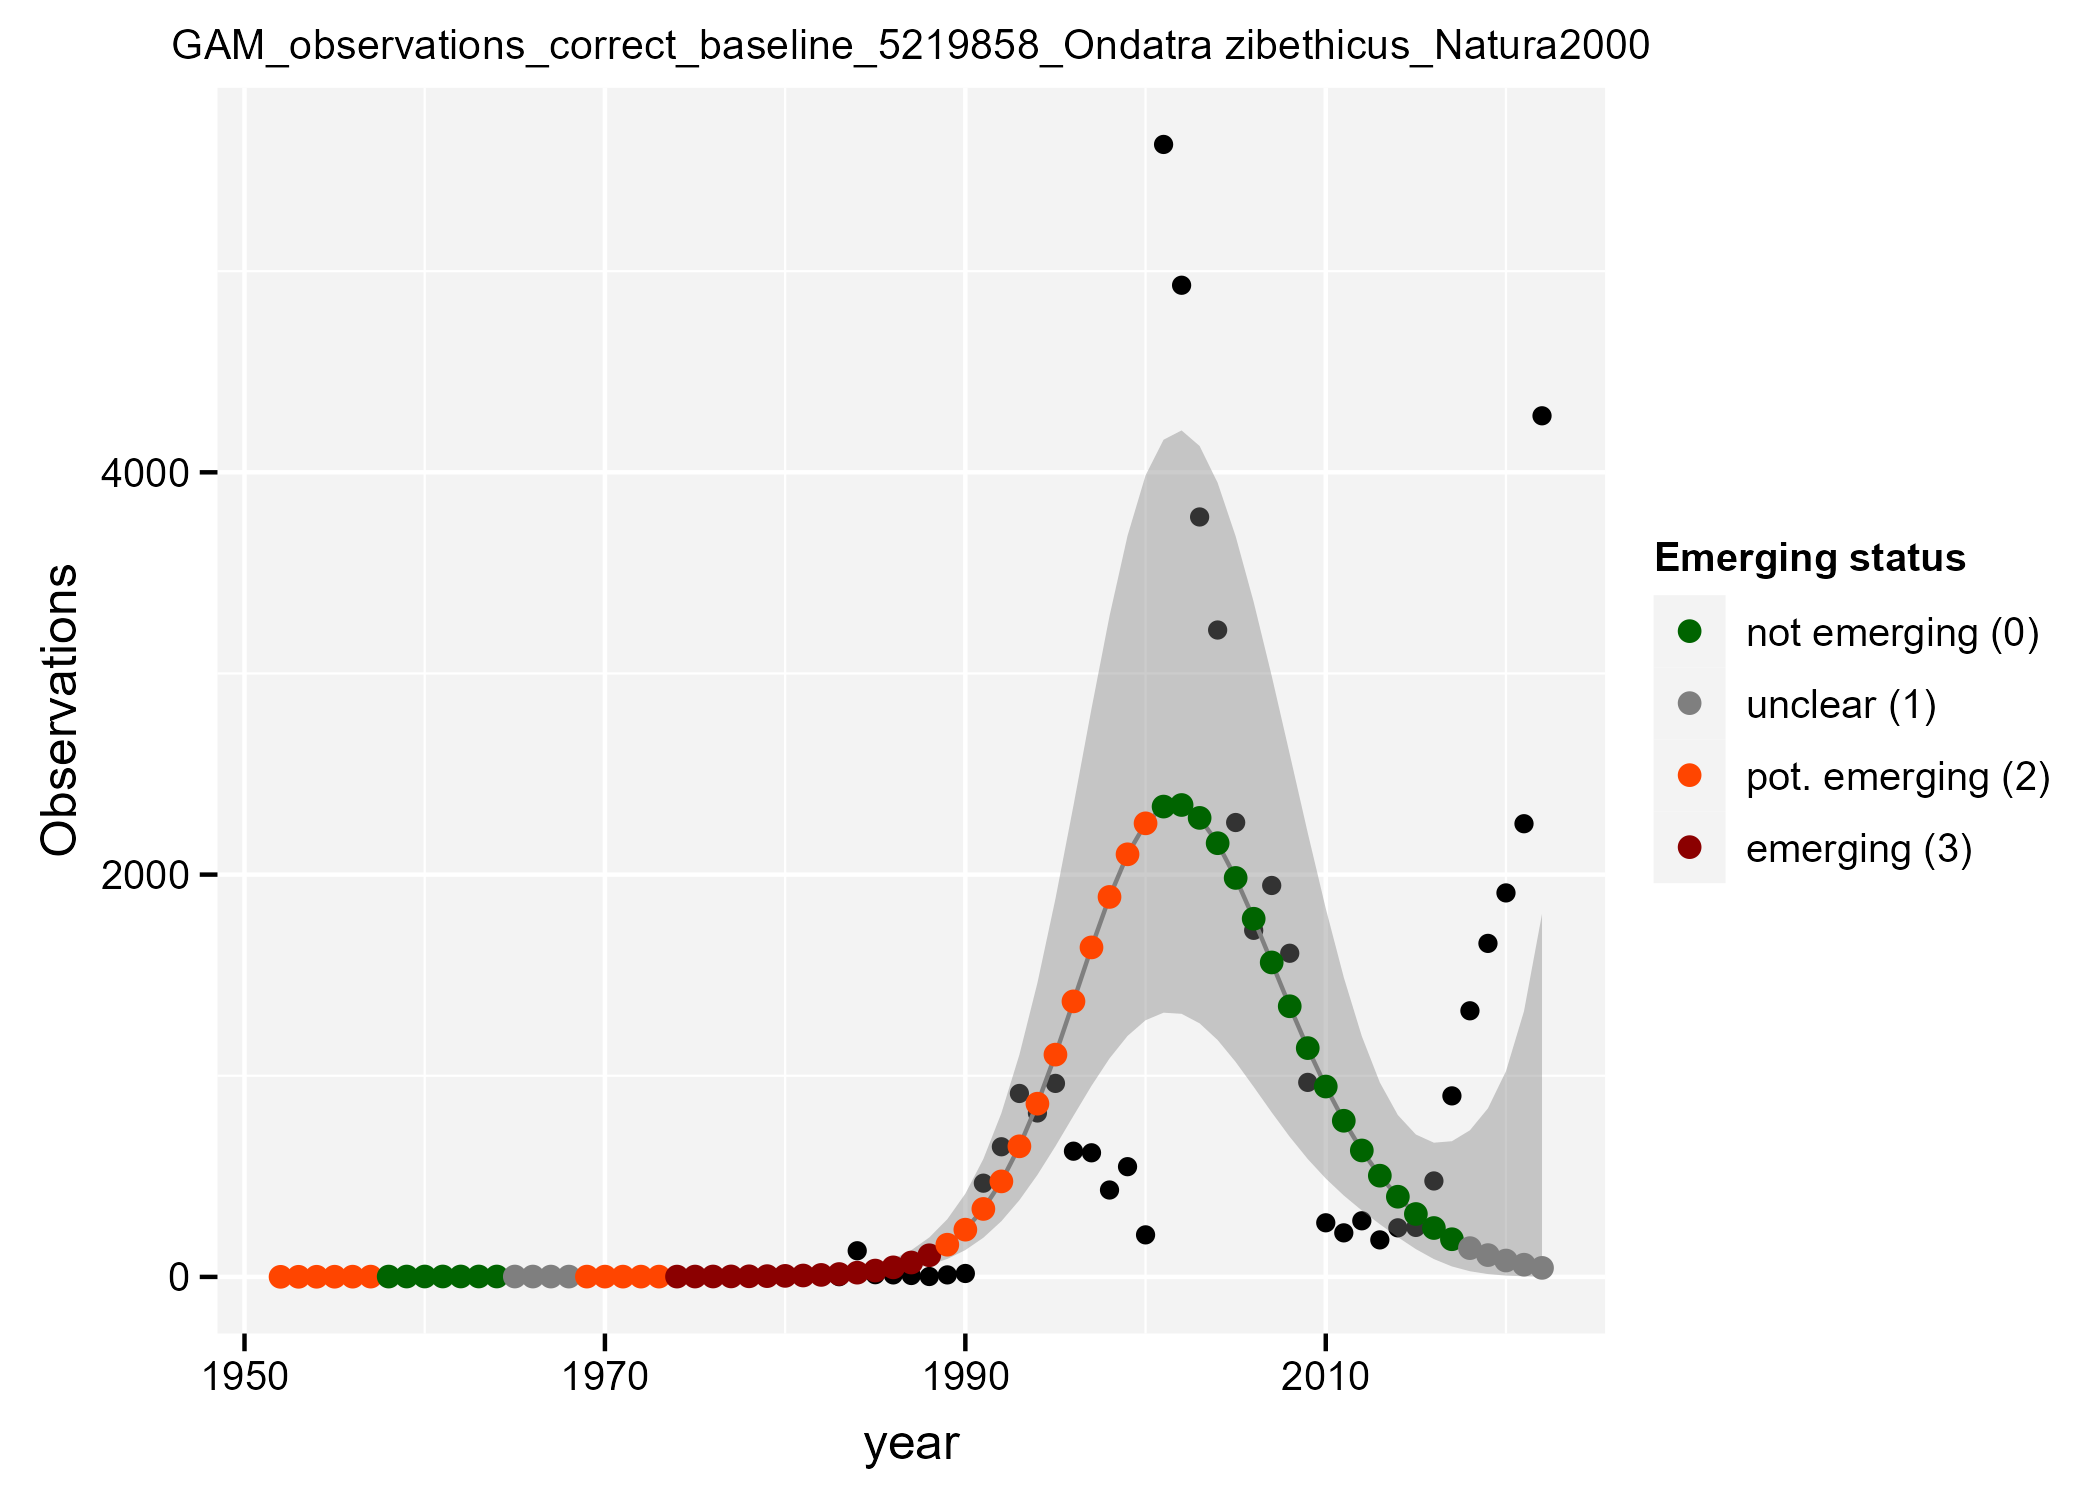 GAM_observations_correct_baseline_5219858_Ondatra zibethicus_Natura2000
Observations
4000
2000
0
1950
1970
1990
2010
year
Emerging status
not emerging (0)
unclear (1)
pot. emerging (2)
emerging (3)